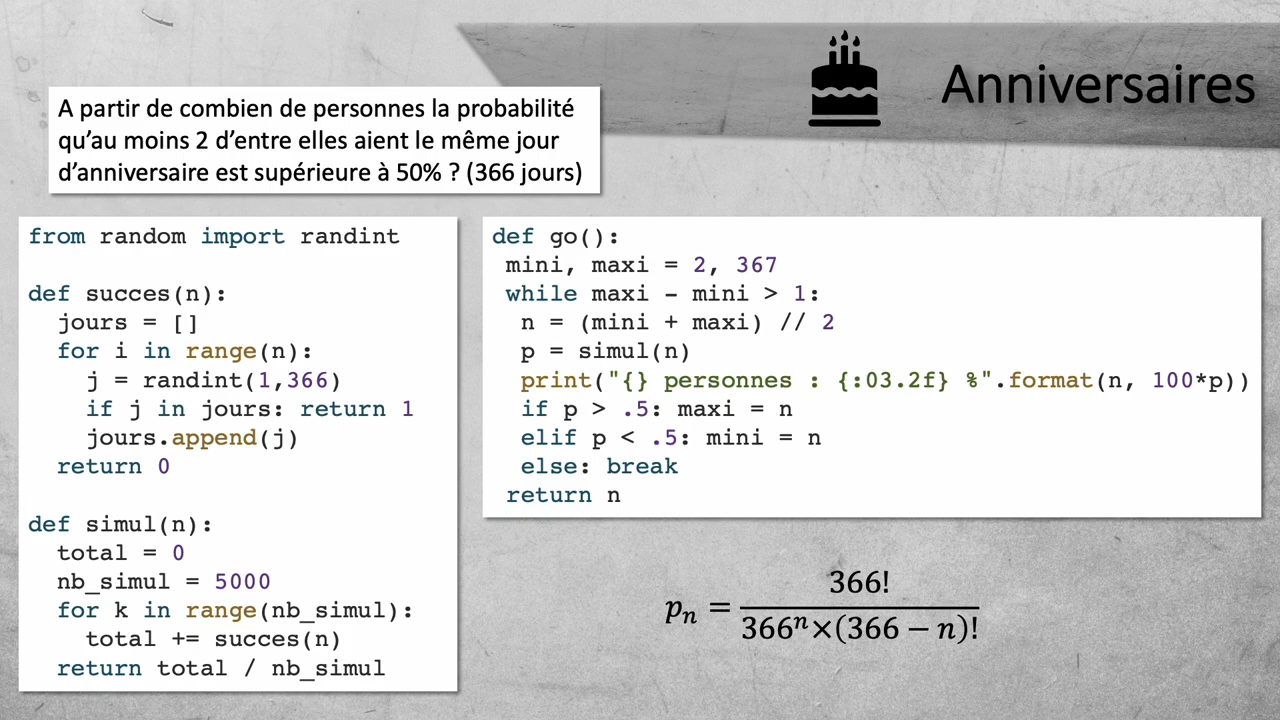 Anniversaires
A partir de combien de personnes la probabilité
qu’au moins 2 d’entre elles aient le même jour
d’anniversaire est supérieure à 50% ? (366 jours)
from random import randint
def succes(n):
  jours = []
  for i in range(n):
    j = randint(1,366)
    if j in jours: return 1
    jours.append(j)
  return 0
def simul(n):
  total = 0
  nb_simul = 5000
  for k in range(nb_simul):
    total += succes(n)
  return total / nb_simul
def go():
 mini, maxi = 2, 367
 while maxi - mini > 1:
  n = (mini + maxi) // 2
  p = simul(n)
  print("{} personnes : {:03.2f} %".format(n, 100*p))
  if p > .5: maxi = n
  elif p < .5: mini = n
  else: break
 return n
366!
pₙ =
366ⁿ×(366 − n)!